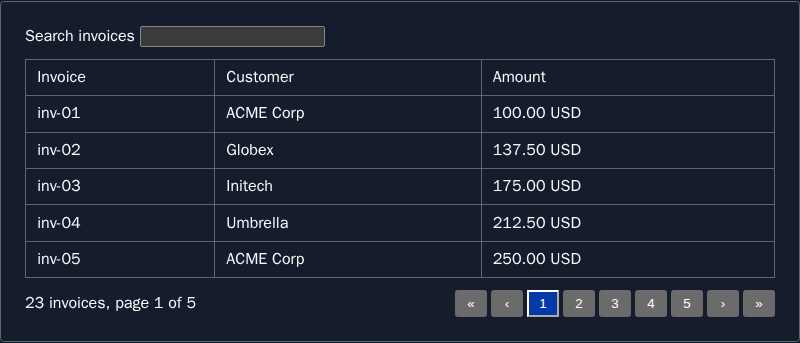 Search invoices
Invoice Customer Amount
inv-01 ACME Corp 100.00 USD
inv-02 Globex 137.50 USD
inv-03 Initech 175.00 USD
inv-04 Umbrella 212.50 USD
inv-05 ACME Corp 250.00 USD
23 invoices, page 1 of 5 « ‹ 1 2 3 4 5 › »